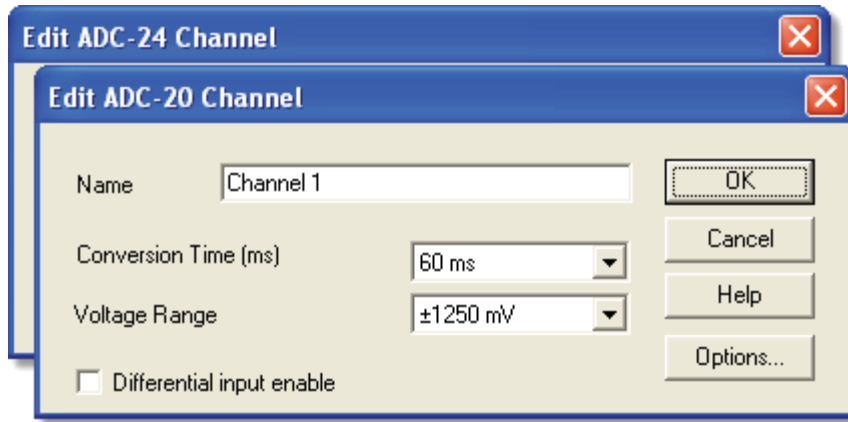 Edit ADC-24 Channel
Edit ADC-20 Channel
Name
Channel 1
OK
Conversion Time (ms)
60 ms
Cancel
Voltage Range
±1250 mV
Help
Differential input enable
Options...